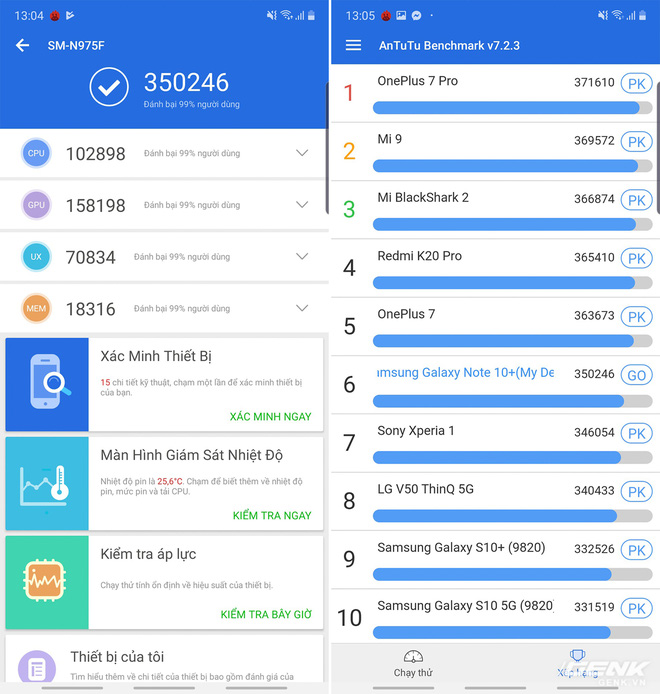 13:04
SM-N975F
350246
Đánh bại 99% người dùng
CPU 102898 Đánh bại 99% người dùng
GPU 158198 Đánh bại 99% người dùng
UX 70834 Đánh bại 99% người dùng
MEM 18316 Đánh bại 99% người dùng
Xác Minh Thiết Bị
15 chi tiết kỹ thuật, chạm một lần để xác minh thiết bị
của bạn.
XÁC MINH NGAY
Màn Hình Giám Sát Nhiệt Độ
Nhiệt độ pin là 25,6°C. Chạm để biết thêm về nhiệt độ
pin, mức pin và tải CPU.
KIỂM TRA NGAY
Kiểm tra áp lực
Chạy thử tính ổn định về hiệu suất của thiết bị.
KIỂM TRA BÂY GIỜ
Thiết bị của tôi
Tìm hiểu thêm về chi tiết của thiết bị bao gồm đánh giá của
13:05
AnTuTu Benchmark v7.2.3
1 OnePlus 7 Pro 371610 PK
2 Mi 9 369572 PK
3 Mi BlackShark 2 366874 PK
4 Redmi K20 Pro 365410 PK
5 OnePlus 7 363673 PK
6 msung Galaxy Note 10+(My De 350246 GO
7 Sony Xperia 1 346054 PK
8 LG V50 ThinQ 5G 340433 PK
9 Samsung Galaxy S10+ (9820) 332526 PK
10 Samsung Galaxy S10 5G (9820) 331519 PK
Chạy thử
Xếp hạng
GENK
GENK.VN